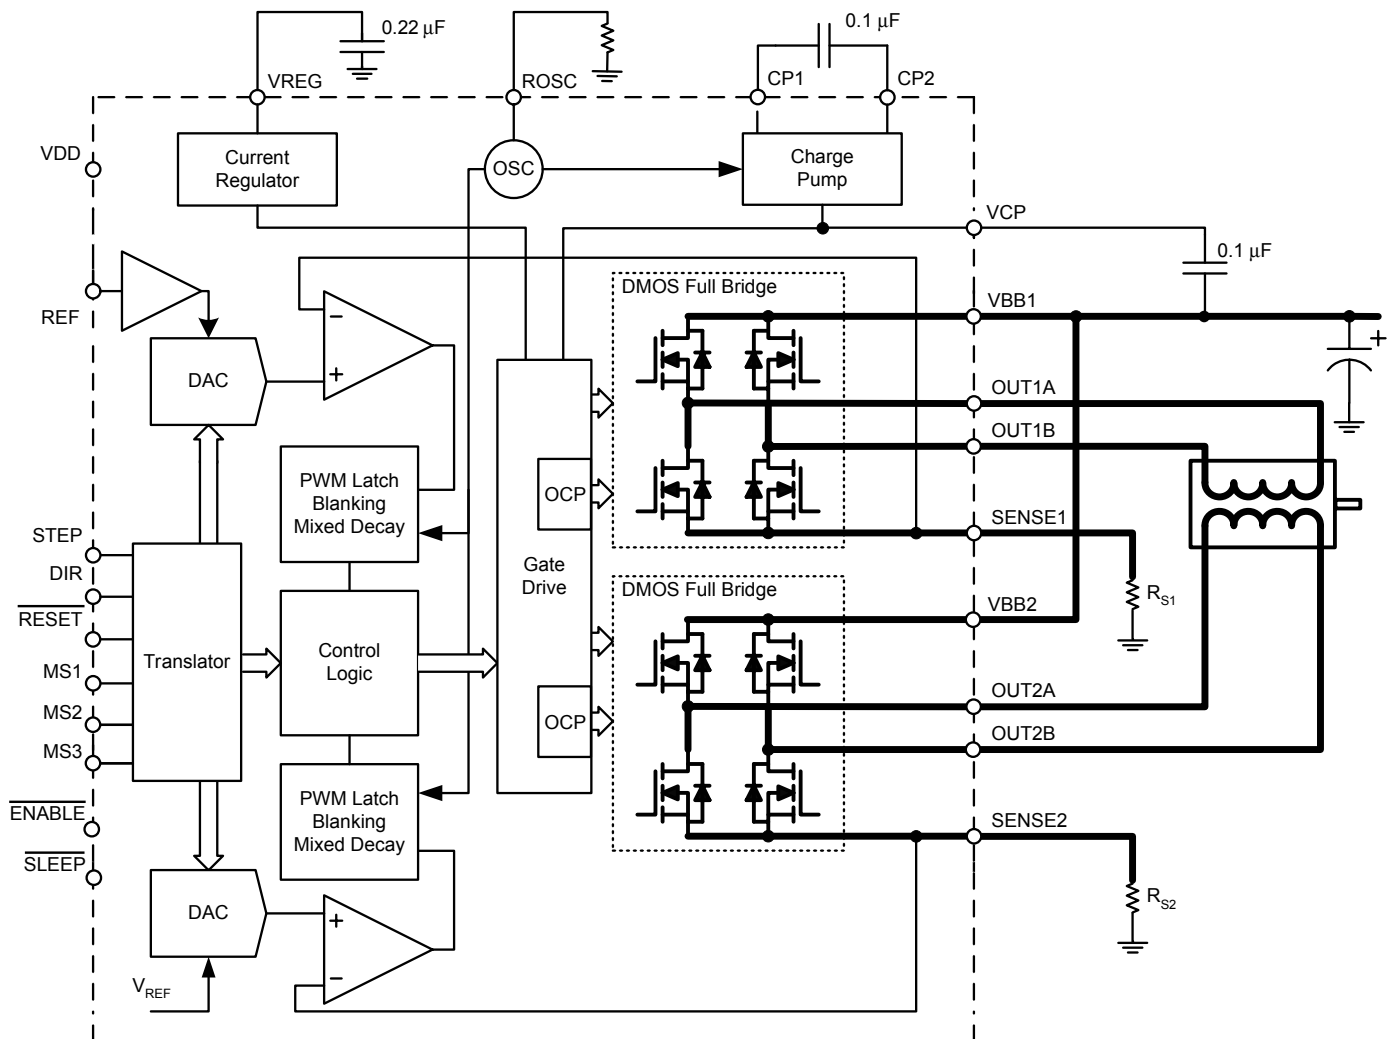 0.22 μF
0.1 μF
VREG
ROSC
CP1
CP2
VDD
Current
Regulator
OSC
Charge
Pump
VCP
0.1 μF
REF
DMOS Full Bridge
VBB1
DAC
−
+
+
OUT1A
OUT1B
PWM Latch
Blanking
Mixed Decay
OCP
SENSE1
STEP
DIR
RESET
MS1
MS2
MS3
Translator
Control
Logic
Gate
Drive
DMOS Full Bridge
RS1
VBB2
OUT2A
OUT2B
OCP
PWM Latch
Blanking
Mixed Decay
ENABLE
SLEEP
SENSE2
DAC
+
−
RS2
VREF